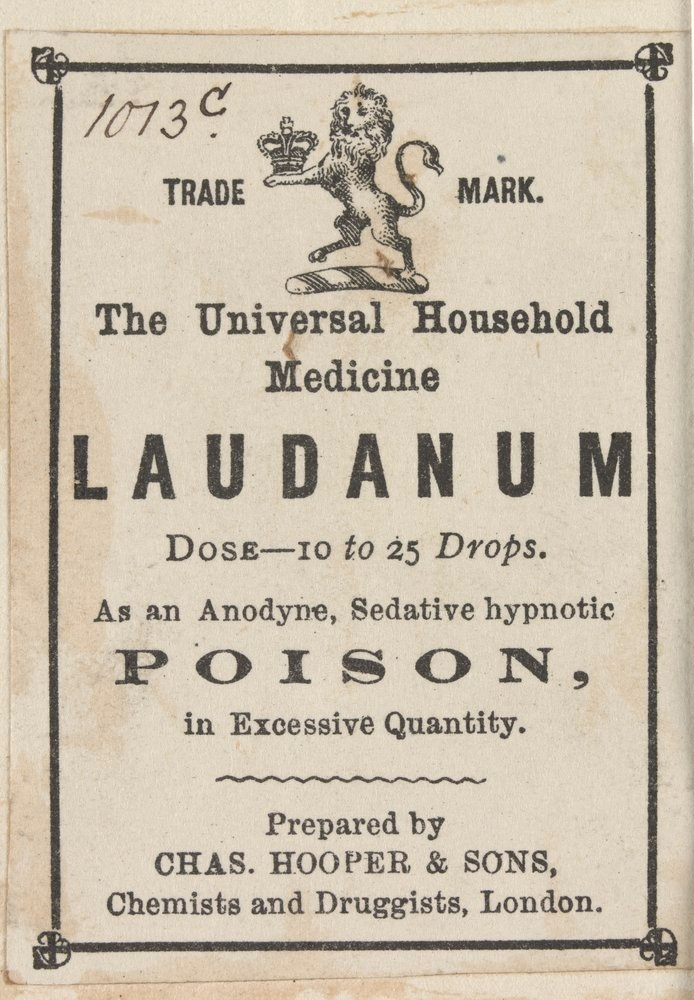 1013c.
TRADE MARK.
The Universal Household
Medicine
LAUDANUM
DOSE—10 to 25 Drops.
As an Anodyne, Sedative hypnotic
POISON,
in Excessive Quantity.
Prepared by
CHAS. HOOPER & SONS,
Chemists and Druggists, London.